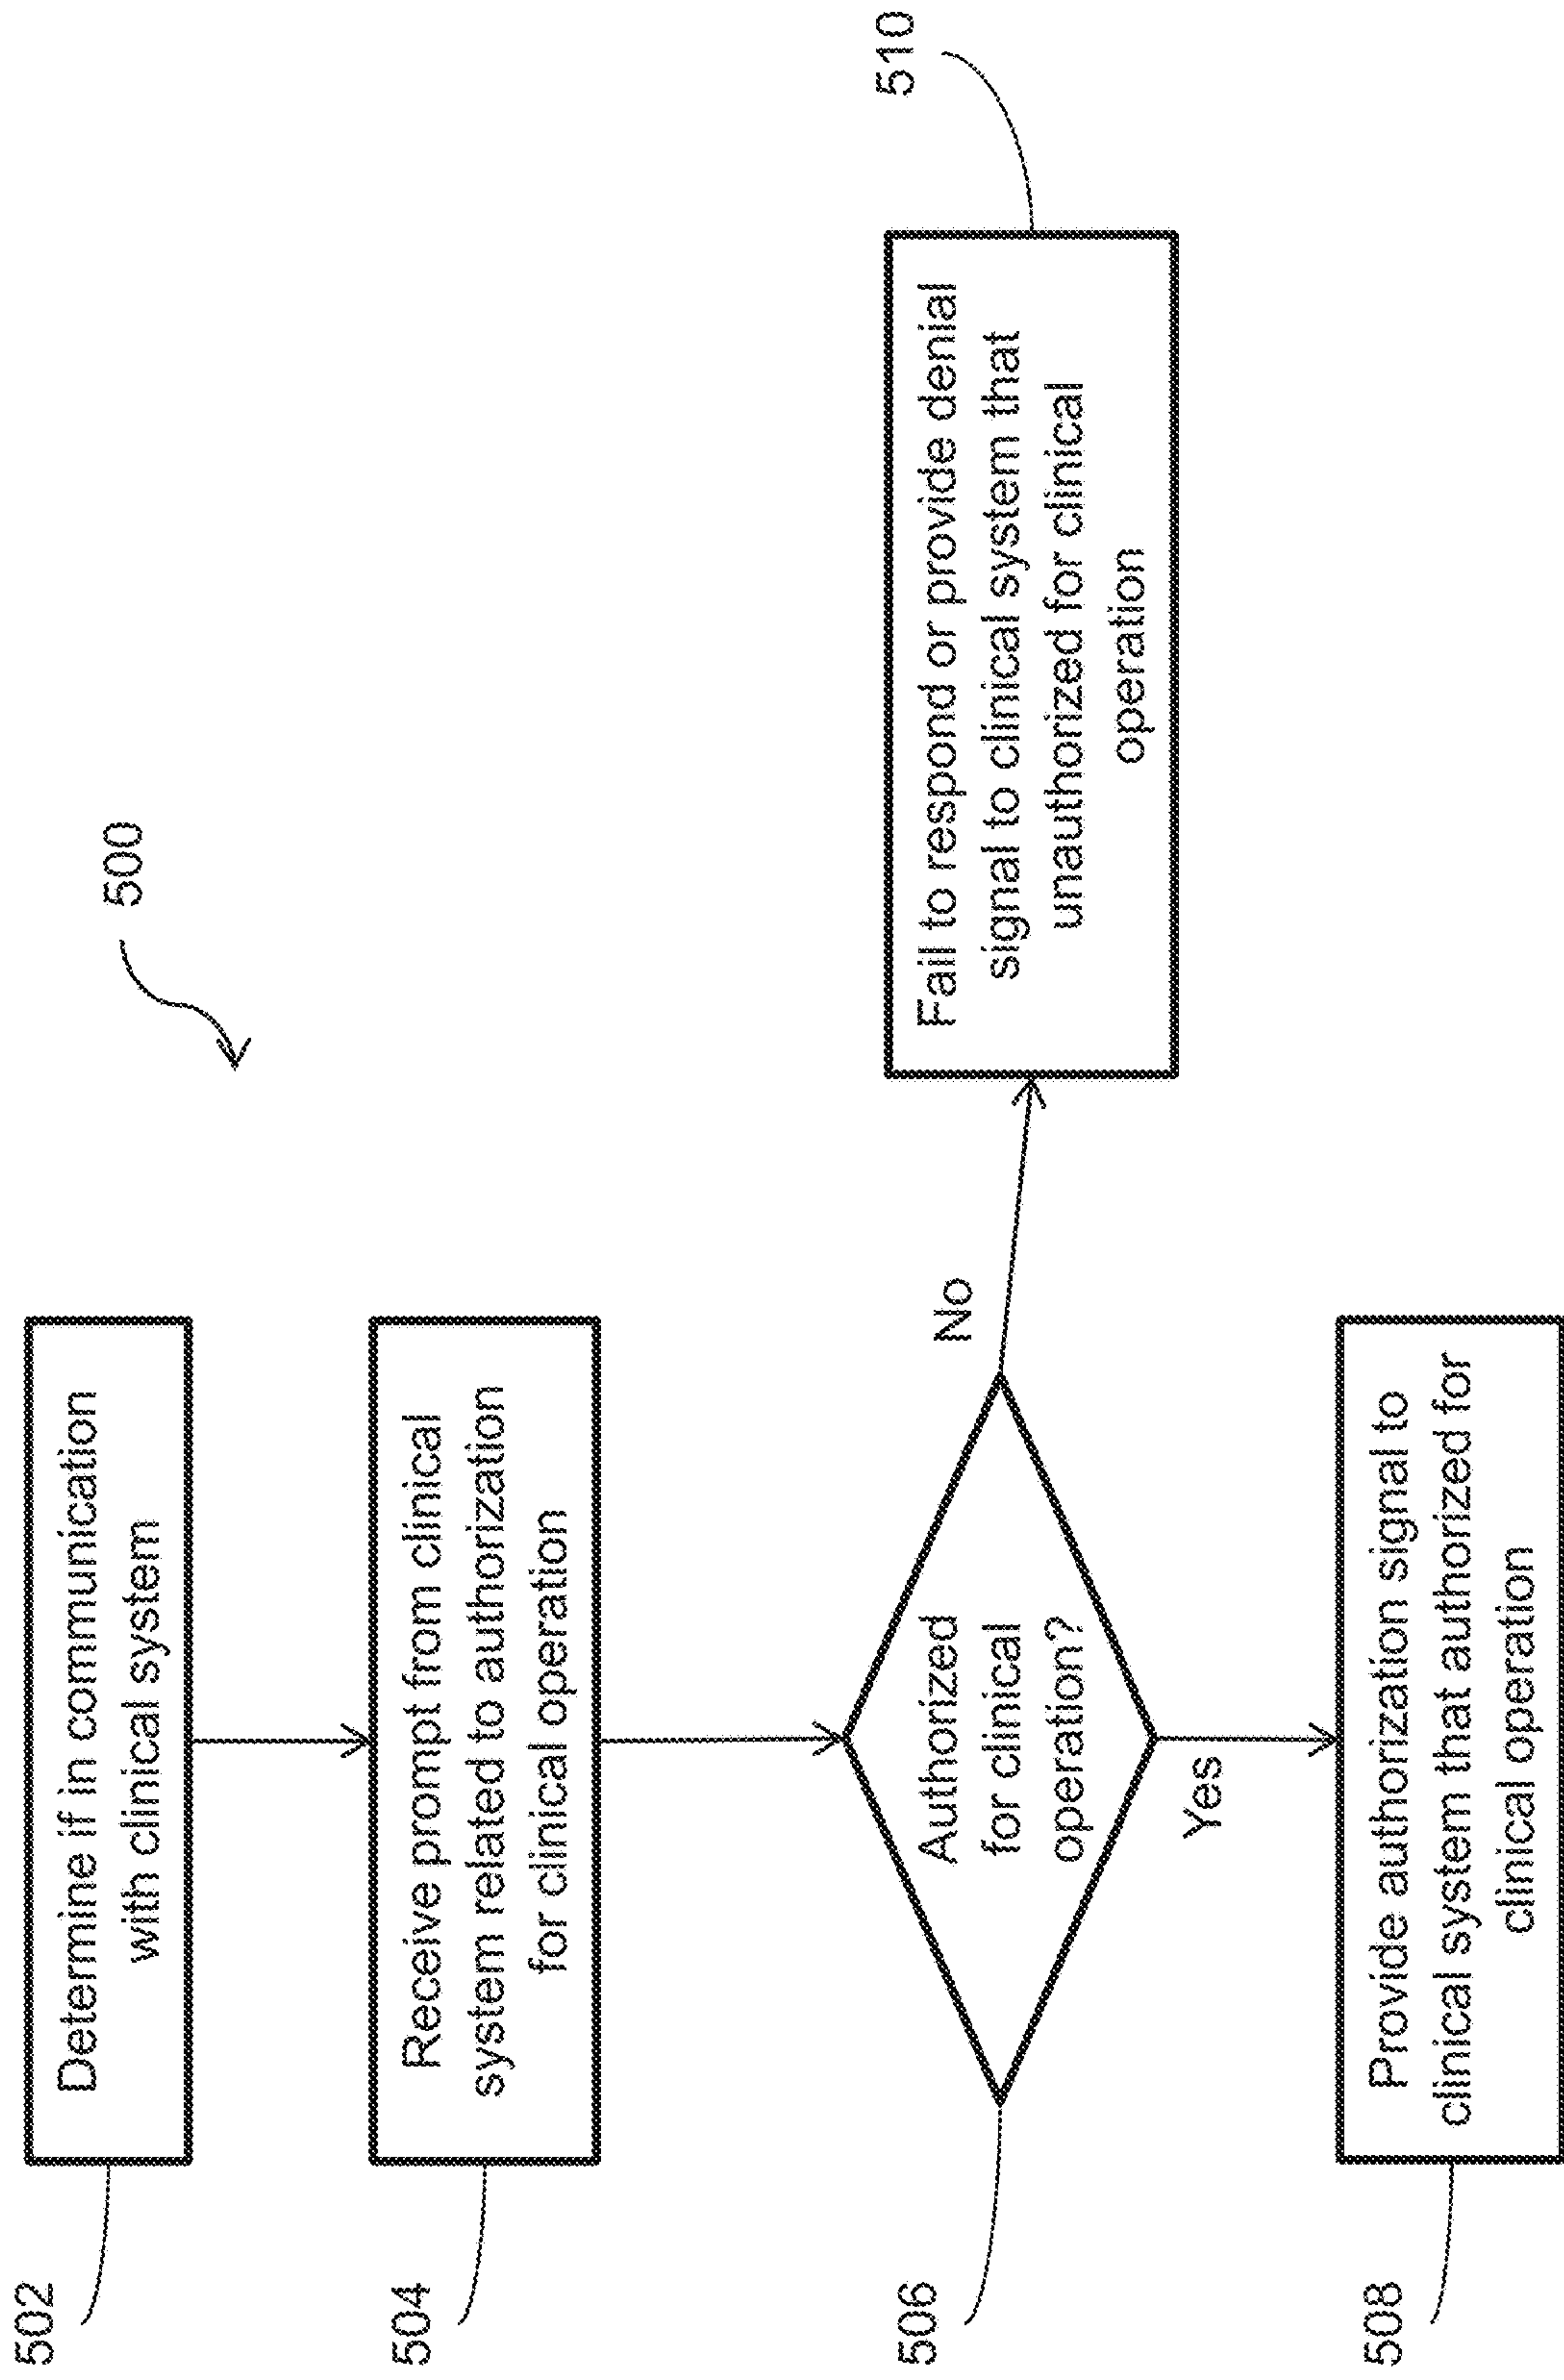 500
502
Determine if in communication
with clinical system
504
Receive prompt from clinical
system related to authorization
for clinical operation
506
Authorized
for clinical
operation?
No
510
Fail to respond or provide denial
signal to clinical system that
unauthorized for clinical
operation
Yes
508
Provide authorization signal to
clinical system that authorized for
clinical operation